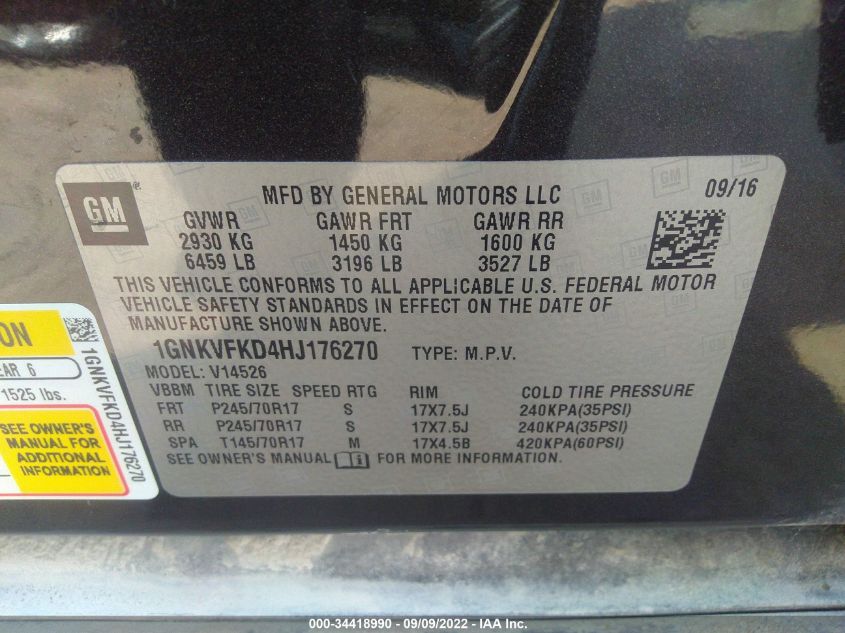 GM
MFD BY GENERAL MOTORS LLC
09/16
GVWR GAWR FRT GAWR RR
2930 KG 1450 KG 1600 KG
6459 LB 3196 LB 3527 LB
THIS VEHICLE CONFORMS TO ALL APPLICABLE U.S. FEDERAL MOTOR
VEHICLE SAFETY STANDARDS IN EFFECT ON THE DATE OF
MANUFACTURE SHOWN ABOVE.
1GNKVFKD4HJ176270 TYPE: M.P.V.
MODEL: V14526
VBBM TIRE SIZE SPEED RTG RIM COLD TIRE PRESSURE
FRT P245/70R17 S 17X7.5J 240KPA(35PSI)
RR P245/70R17 S 17X7.5J 240KPA(35PSI)
SPA T145/70R17 M 17X4.5B 420KPA(60PSI)
SEE OWNER'S MANUAL FOR MORE INFORMATION.
ON
AR 6
1525 lbs.
SEE OWNER'S
MANUAL FOR
ADDITIONAL
INFORMATION
1GNKVFKD4HJ176270
000-34418990 - 09/09/2022 - IAA Inc.